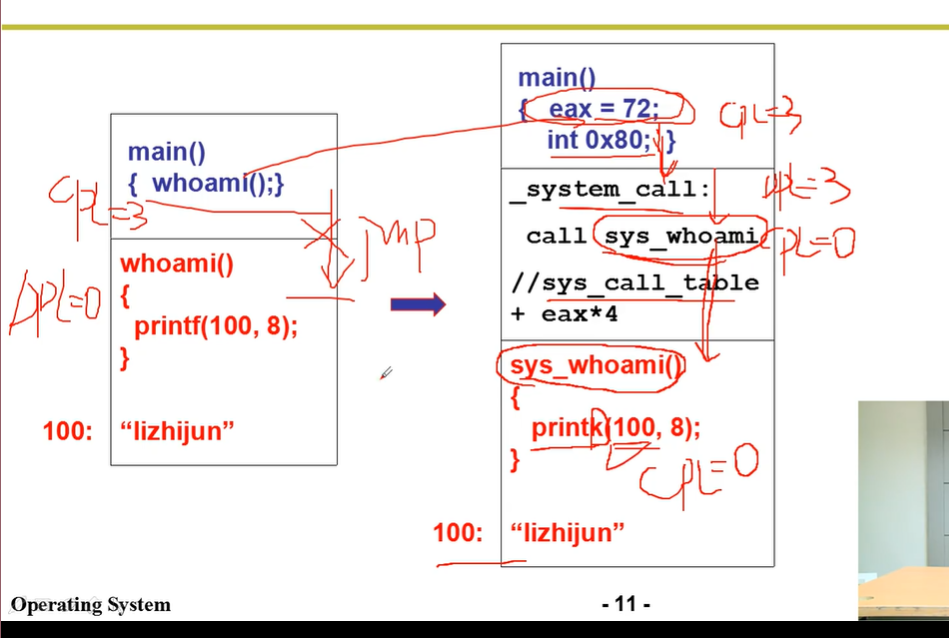 main()
{ whoami();}
CPL=3
JMP
whoami()
{
printf(100, 8);
}
DPL=0
100: “lizhijun”
main()
{ eax = 72;
int 0x80; }
CPL=3
_system_call:
DPL=3
call sys_whoami
CPL=0
//sys_call_table
+ eax*4
sys_whoami()
{
printk(100, 8);
}
CPL=0
100: “lizhijun”
Operating System
- 11 -